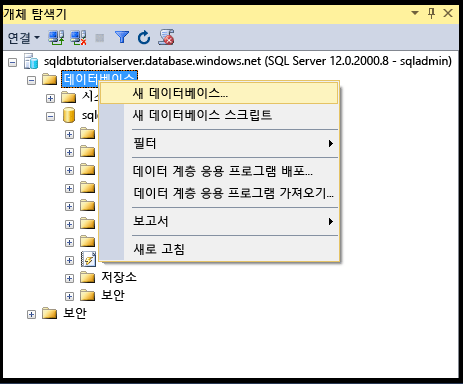 개체 탐색기
연결
sqldbtutorialserver.database.windows.net (SQL Server 12.0.2000.8 - sqladmin)
데이터베이스
시스
새 데이터베이스...
sqld
새 데이터베이스 스크립트
필터
데이터 계층 응용 프로그램 배포...
데이터 계층 응용 프로그램 가져오기...
보고서
새로 고침
저장소
보안
보안